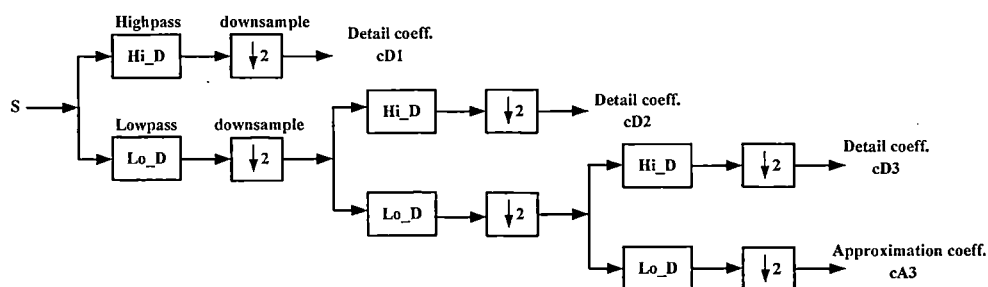 Highpass
downsample
Detail coeff.
cD1
Hi_D
↓2
S
Lowpass
downsample
Lo_D
↓2
Hi_D
↓2
Detail coeff.
cD2
Lo_D
↓2
Hi_D
↓2
Detail coeff.
cD3
Lo_D
↓2
Approximation coeff.
cA3